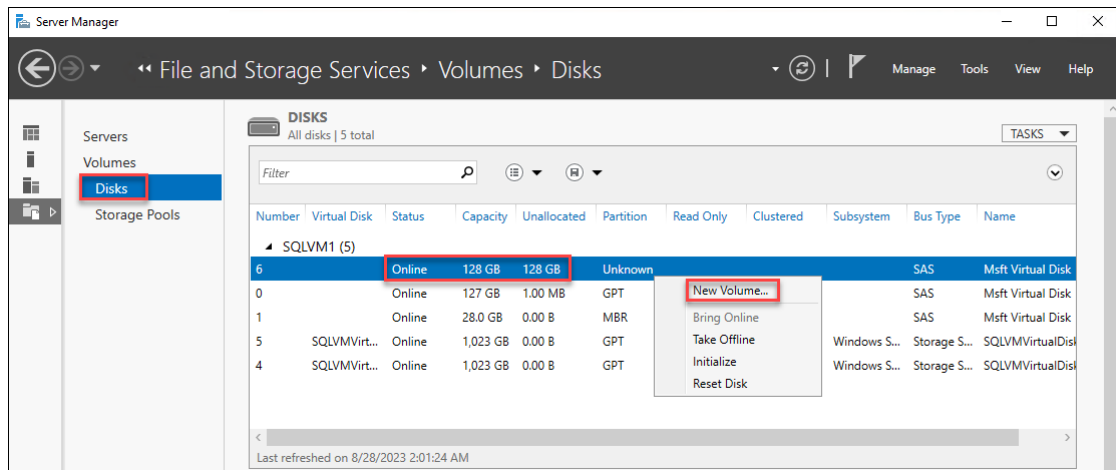 Server Manager
File and Storage Services Volumes Disks
Manage Tools View Help
Servers
Volumes
Disks
Storage Pools
DISKS
All disks | 5 total
TASKS
Filter
Number Virtual Disk Status Capacity Unallocated Partition Read Only Clustered Subsystem Bus Type Name
SQLVM1 (5)
6 Online 128 GB 128 GB Unknown SAS Msft Virtual Disk
0 Online 127 GB 1.00 MB GPT SAS Msft Virtual Disk
1 Online 28.0 GB 0.00 B MBR SAS Msft Virtual Disk
5 SQLVMVirt... Online 1,023 GB 0.00 B GPT Windows S... Storage S... SQLVMVirtualDisk
4 SQLVMVirt... Online 1,023 GB 0.00 B GPT Windows S... Storage S... SQLVMVirtualDisk
New Volume...
Bring Online
Take Offline
Initialize
Reset Disk
Last refreshed on 8/28/2023 2:01:24 AM